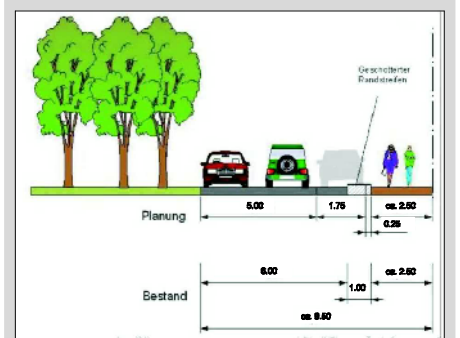 Geschotterter
Randstreifen
Planung
5.00 1.75 ca. 2.50
0.25
6.00 ca. 2.50
1.00
Bestand
ca. 9.50